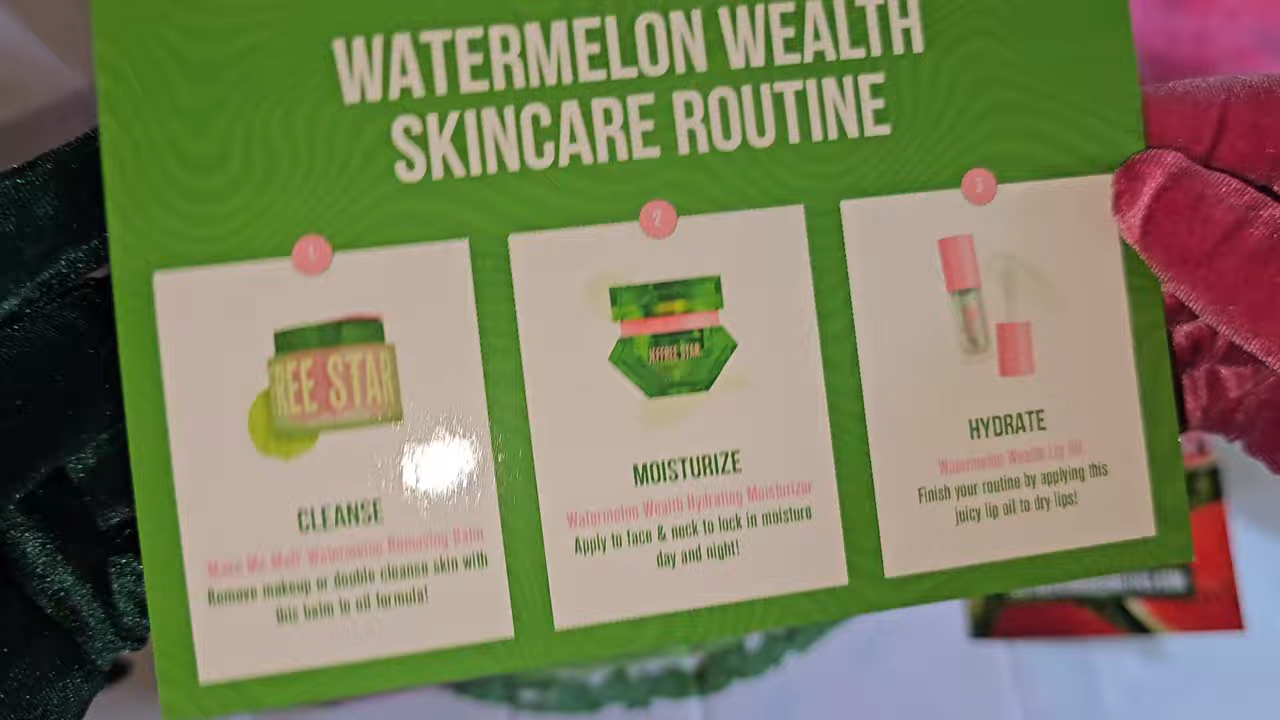 WATERMELON WEALTH
SKINCARE ROUTINE
1
REE STAR
CLEANSE
Make Me Melt Watermelon Removing Balm
Remove makeup or double cleanse skin with
this balm to oil formula!
2
JEFFREE STAR
MOISTURIZE
Watermelon Wealth Hydrating Moisturizer
Apply to face & neck to lock in moisture
day and night!
3
HYDRATE
Watermelon Wealth Lip Oil
Finish your routine by applying this
juicy lip oil to dry lips!